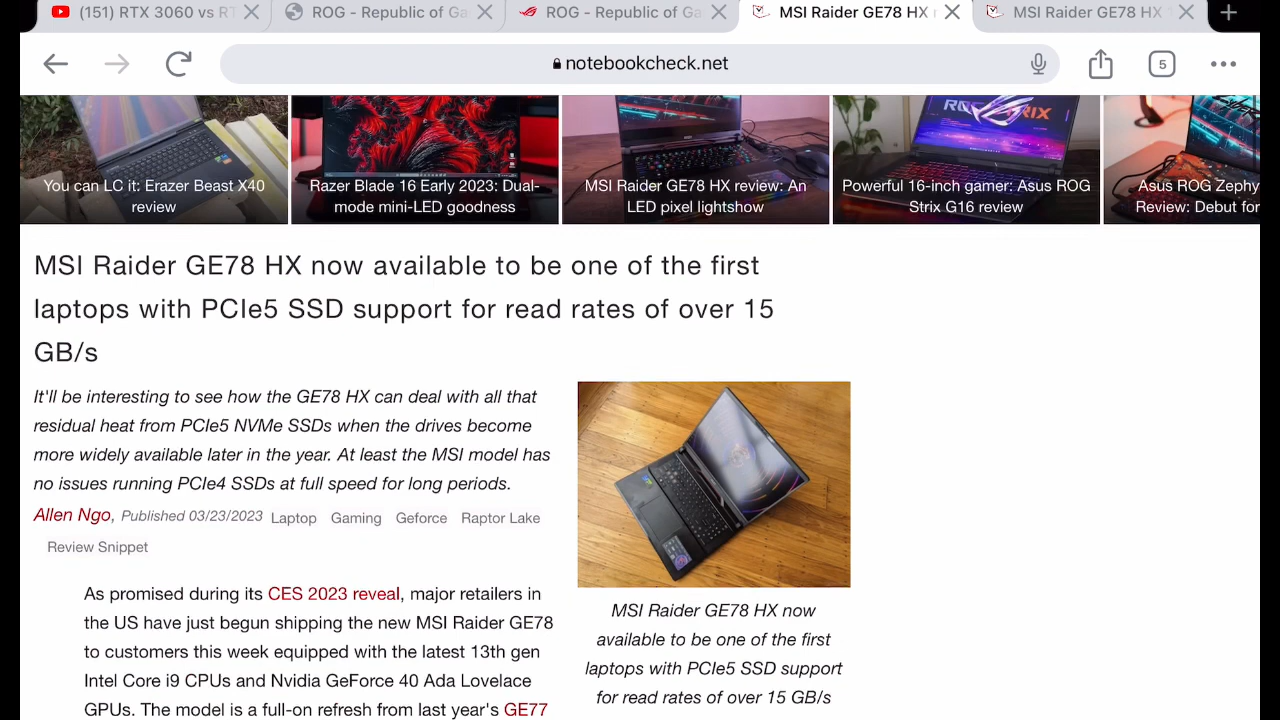 (151) RTX 3060 vs RT
ROG - Republic of Ga
ROG - Republic of Ga
MSI Raider GE78 HX
MSI Raider GE78 HX
notebookcheck.net
5
You can LC it: Erazer Beast X40
review
Razer Blade 16 Early 2023: Dual-
mode mini-LED goodness
MSI Raider GE78 HX review: An
LED pixel lightshow
Powerful 16-inch gamer: Asus ROG
Strix G16 review
Asus ROG Zephy
Review: Debut for
MSI Raider GE78 HX now available to be one of the first
laptops with PCIe5 SSD support for read rates of over 15
GB/s
It'll be interesting to see how the GE78 HX can deal with all that
residual heat from PCIe5 NVMe SSDs when the drives become
more widely available later in the year. At least the MSI model has
no issues running PCIe4 SSDs at full speed for long periods.
Allen Ngo, Published 03/23/2023 Laptop Gaming Geforce Raptor Lake
Review Snippet
As promised during its CES 2023 reveal, major retailers in
the US have just begun shipping the new MSI Raider GE78
to customers this week equipped with the latest 13th gen
Intel Core i9 CPUs and Nvidia GeForce 40 Ada Lovelace
GPUs. The model is a full-on refresh from last year's GE77
MSI Raider GE78 HX now
available to be one of the first
laptops with PCIe5 SSD support
for read rates of over 15 GB/s